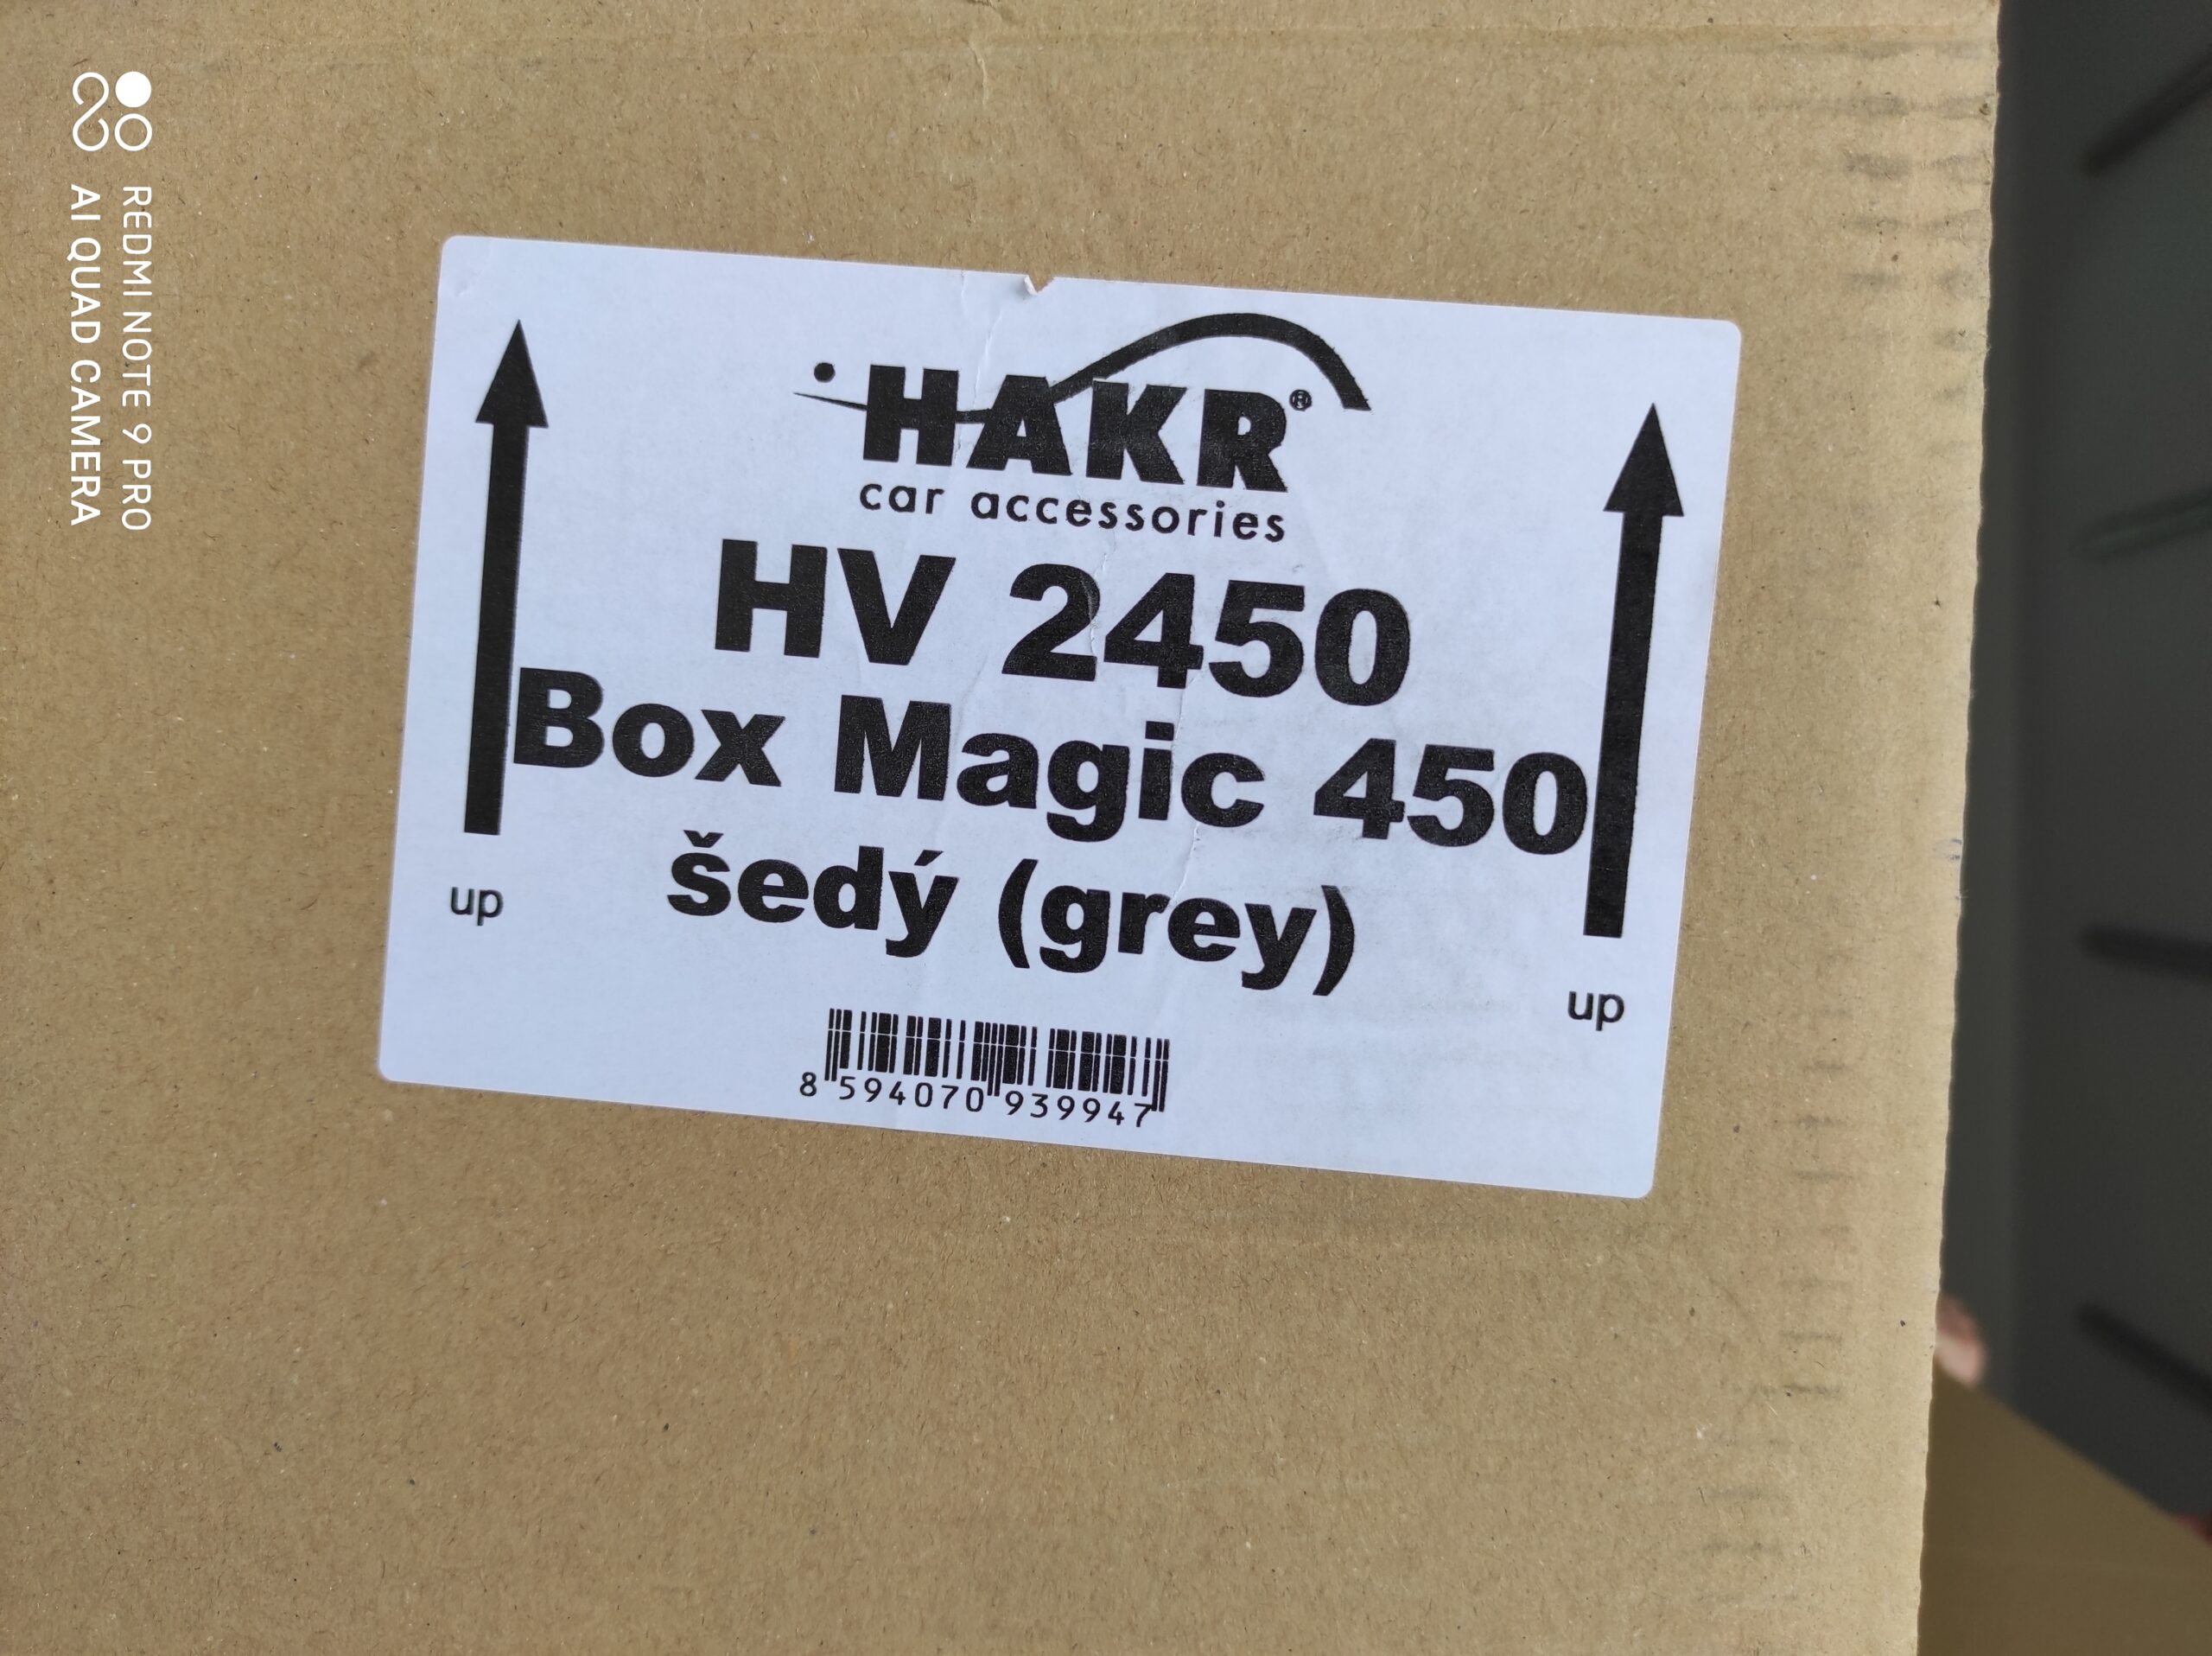 HAKR®
car accessories
HV 2450
Box Magic 450
šedý (grey)
up
up
8 594070 939947
REDMI NOTE 9 PRO
AI QUAD CAMERA